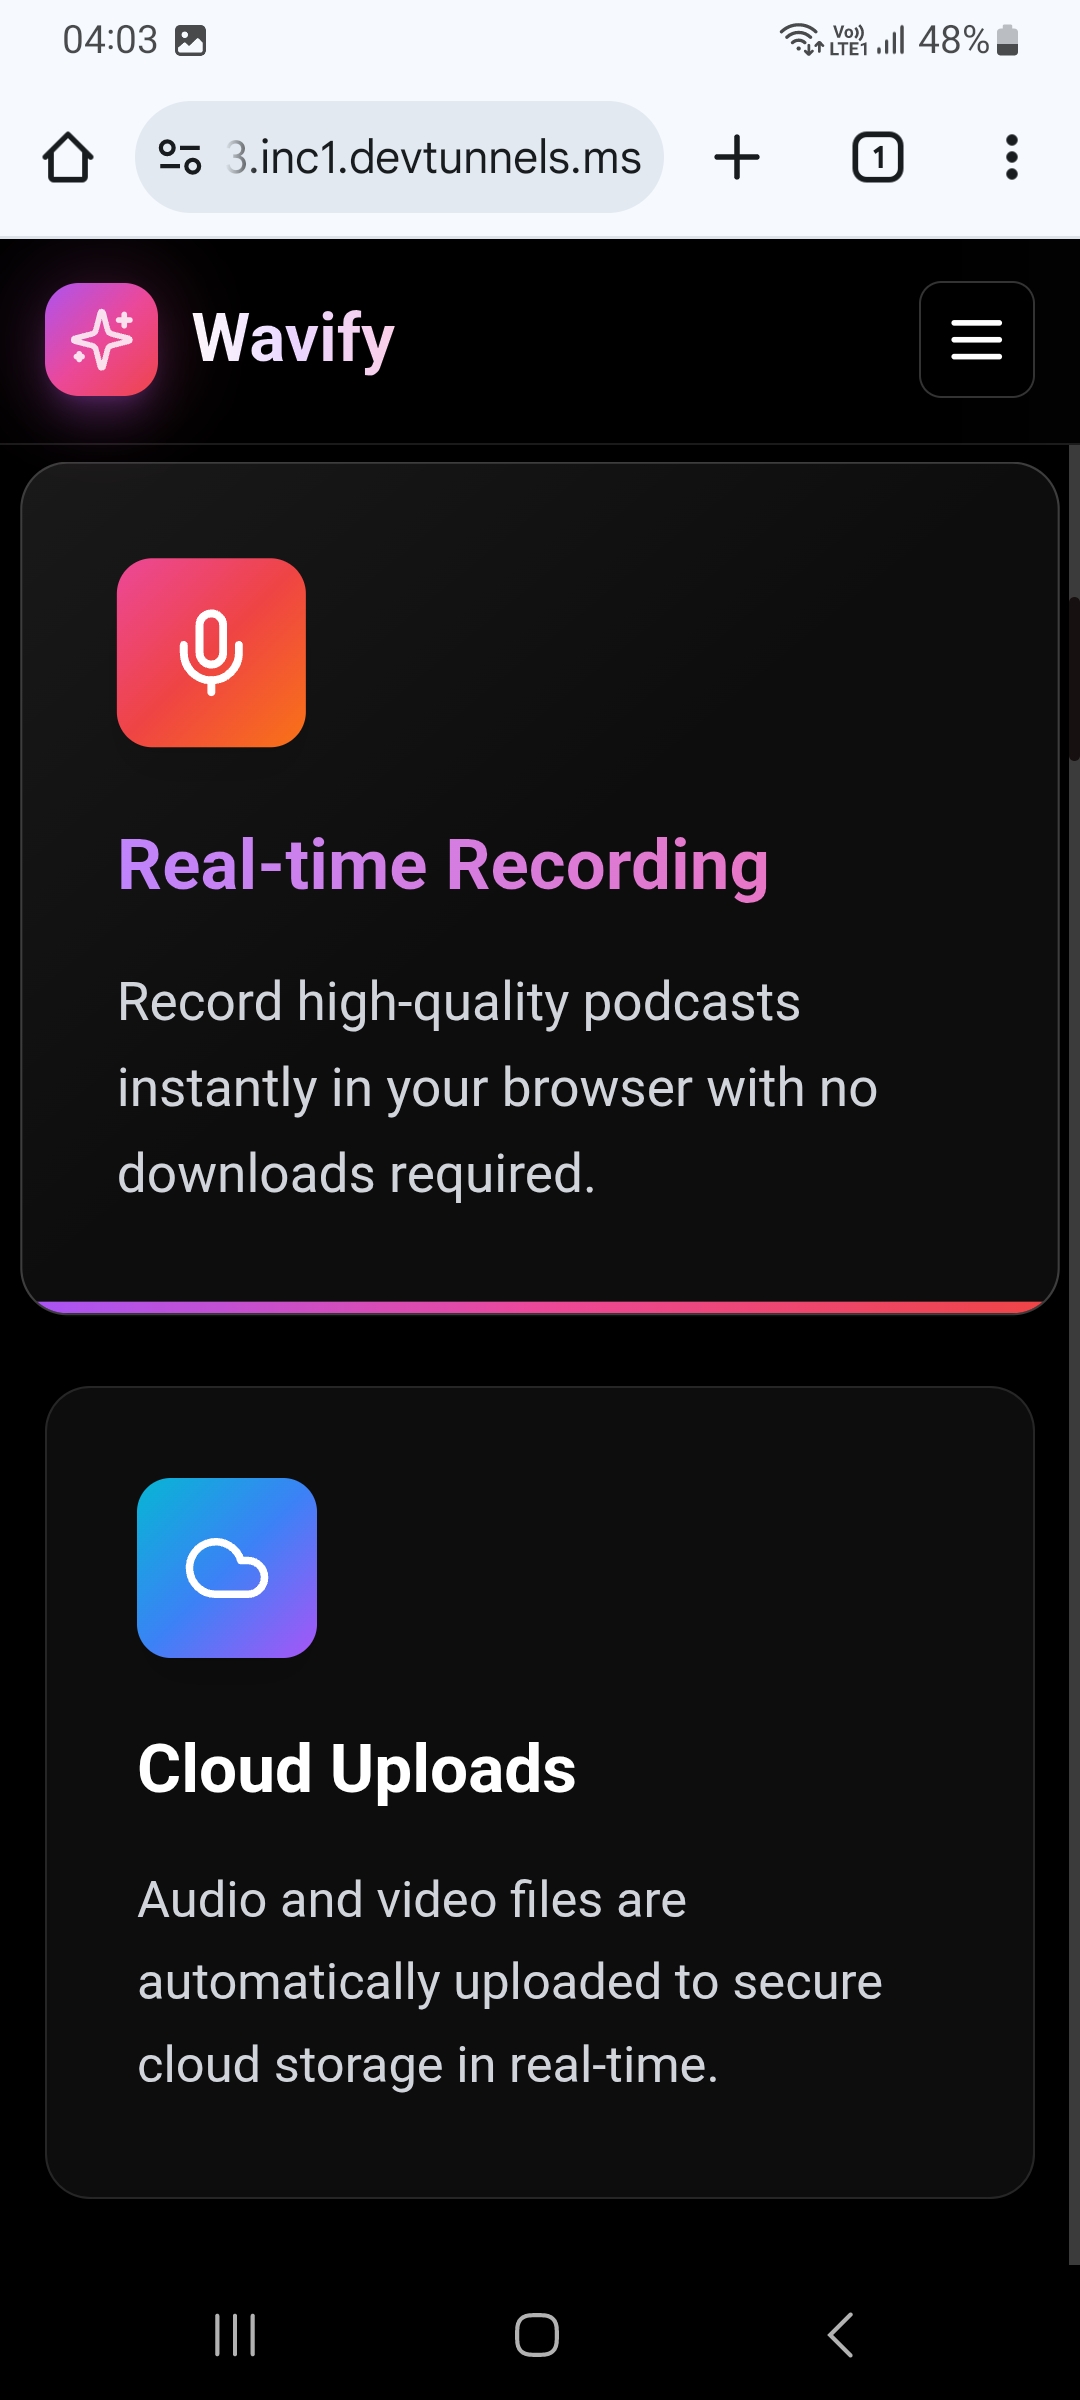 04:03
Vo)) LTE1 48%
3.inc1.devtunnels.ms
1
Wavify
Real-time Recording
Record high-quality podcasts
instantly in your browser with no
downloads required.
Cloud Uploads
Audio and video files are
automatically uploaded to secure
cloud storage in real-time.